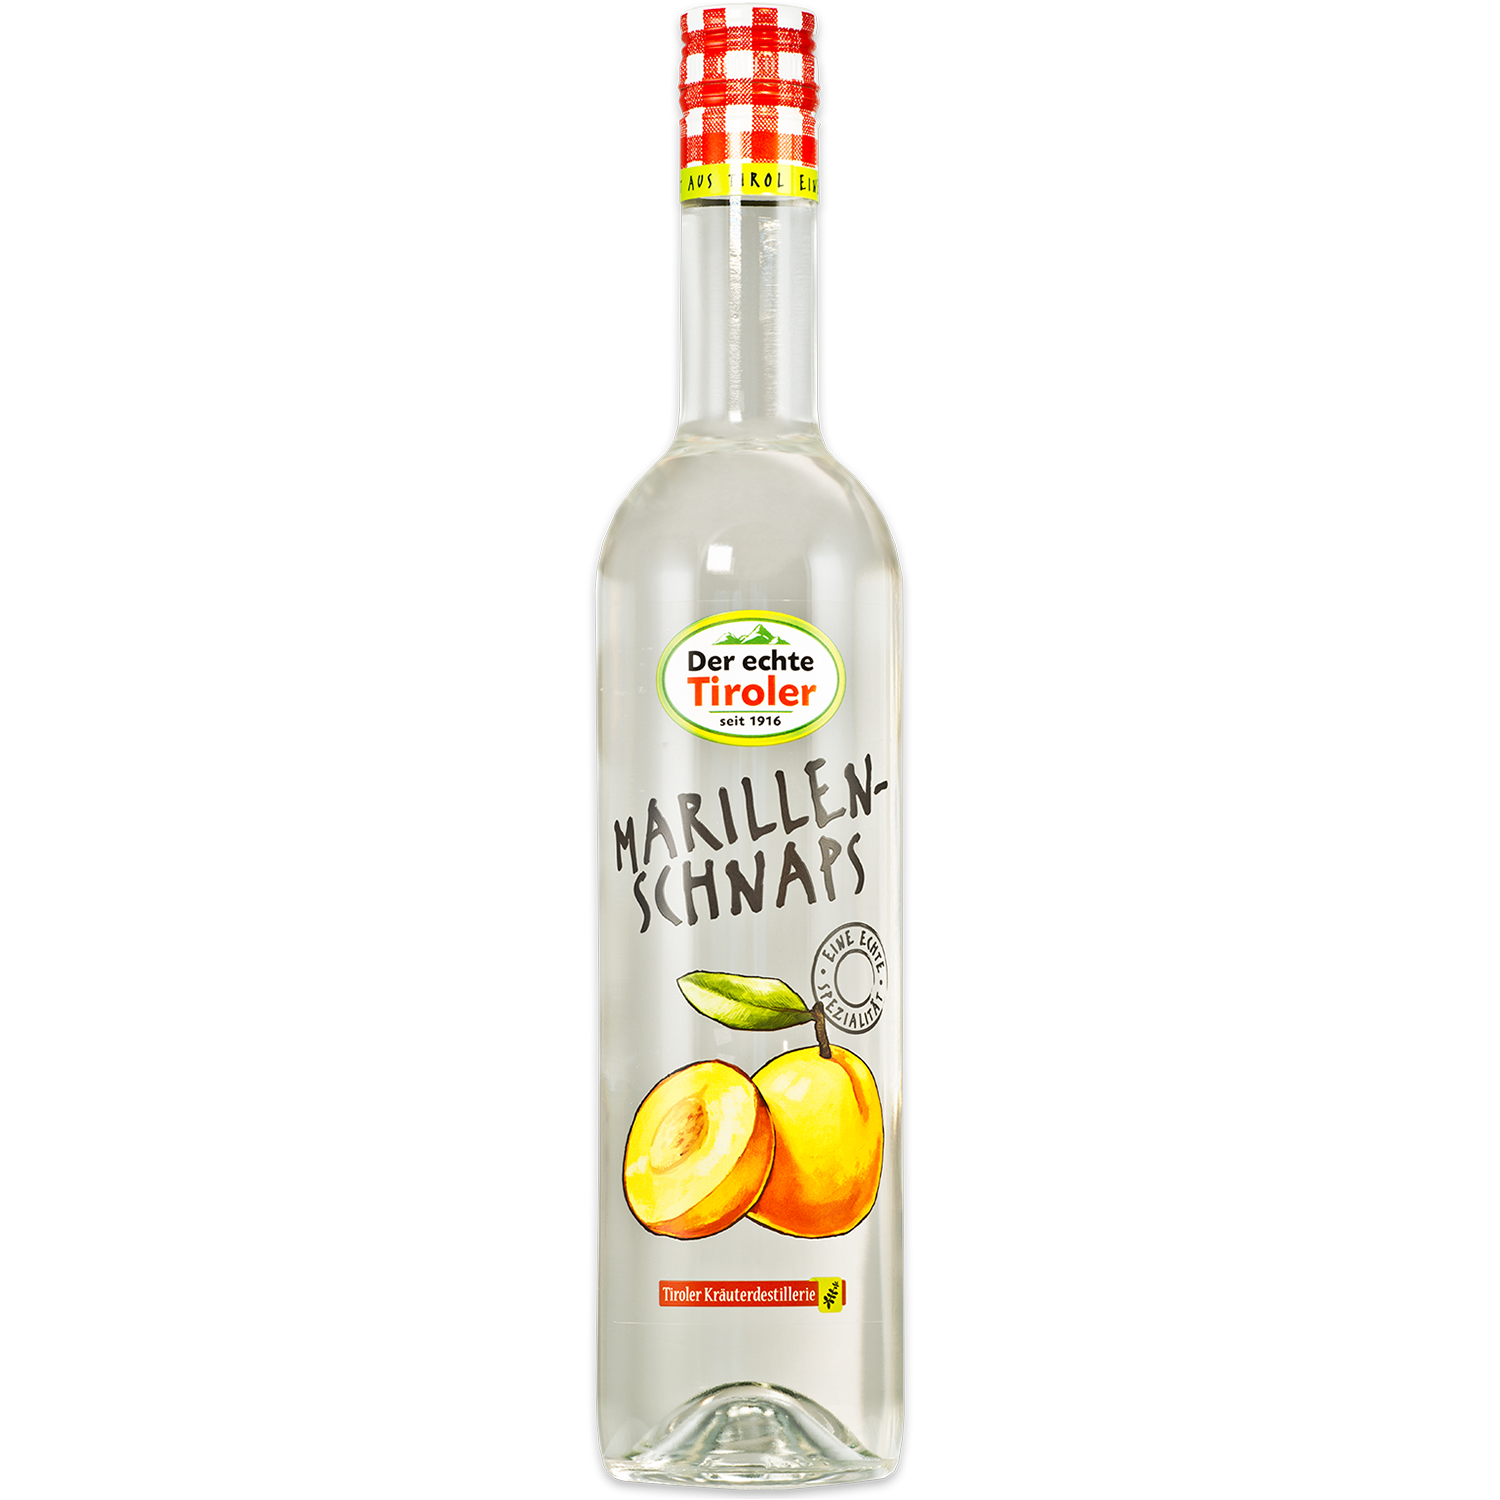 AUS TIROL
Der echte
Tiroler
seit 1916
MARILLEN-
SCHNAPS
EINE ECHTE
SPEZIALITÄT
Tiroler Kräuterdestillerie